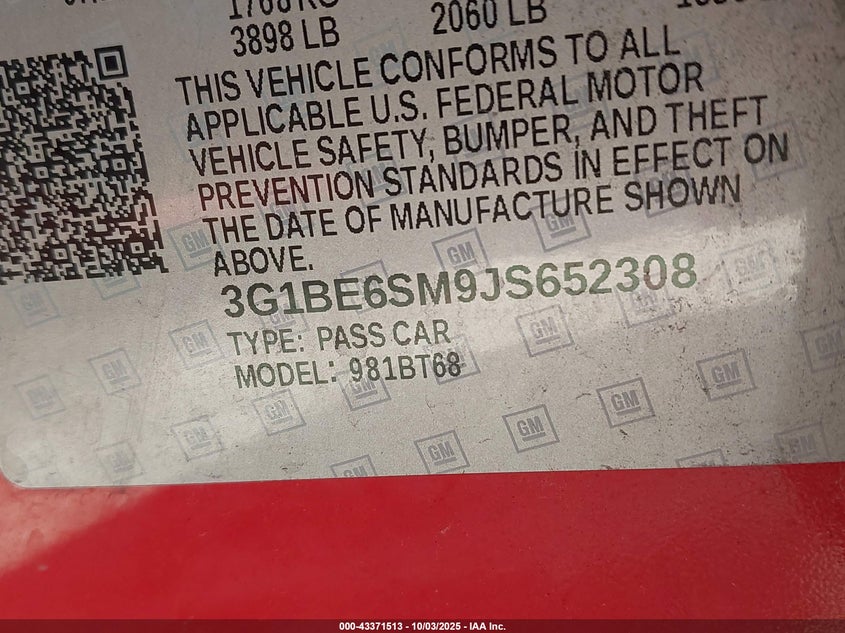 3898 LB
2060 LB
THIS VEHICLE CONFORMS TO ALL
APPLICABLE U.S. FEDERAL MOTOR
VEHICLE SAFETY, BUMPER, AND THEFT
PREVENTION STANDARDS IN EFFECT ON
THE DATE OF MANUFACTURE SHOWN
ABOVE.
3G1BE6SM9JS652308
TYPE: PASS CAR
MODEL: 981BT68
GM
000-43371513 - 10/03/2025 - IAA Inc.